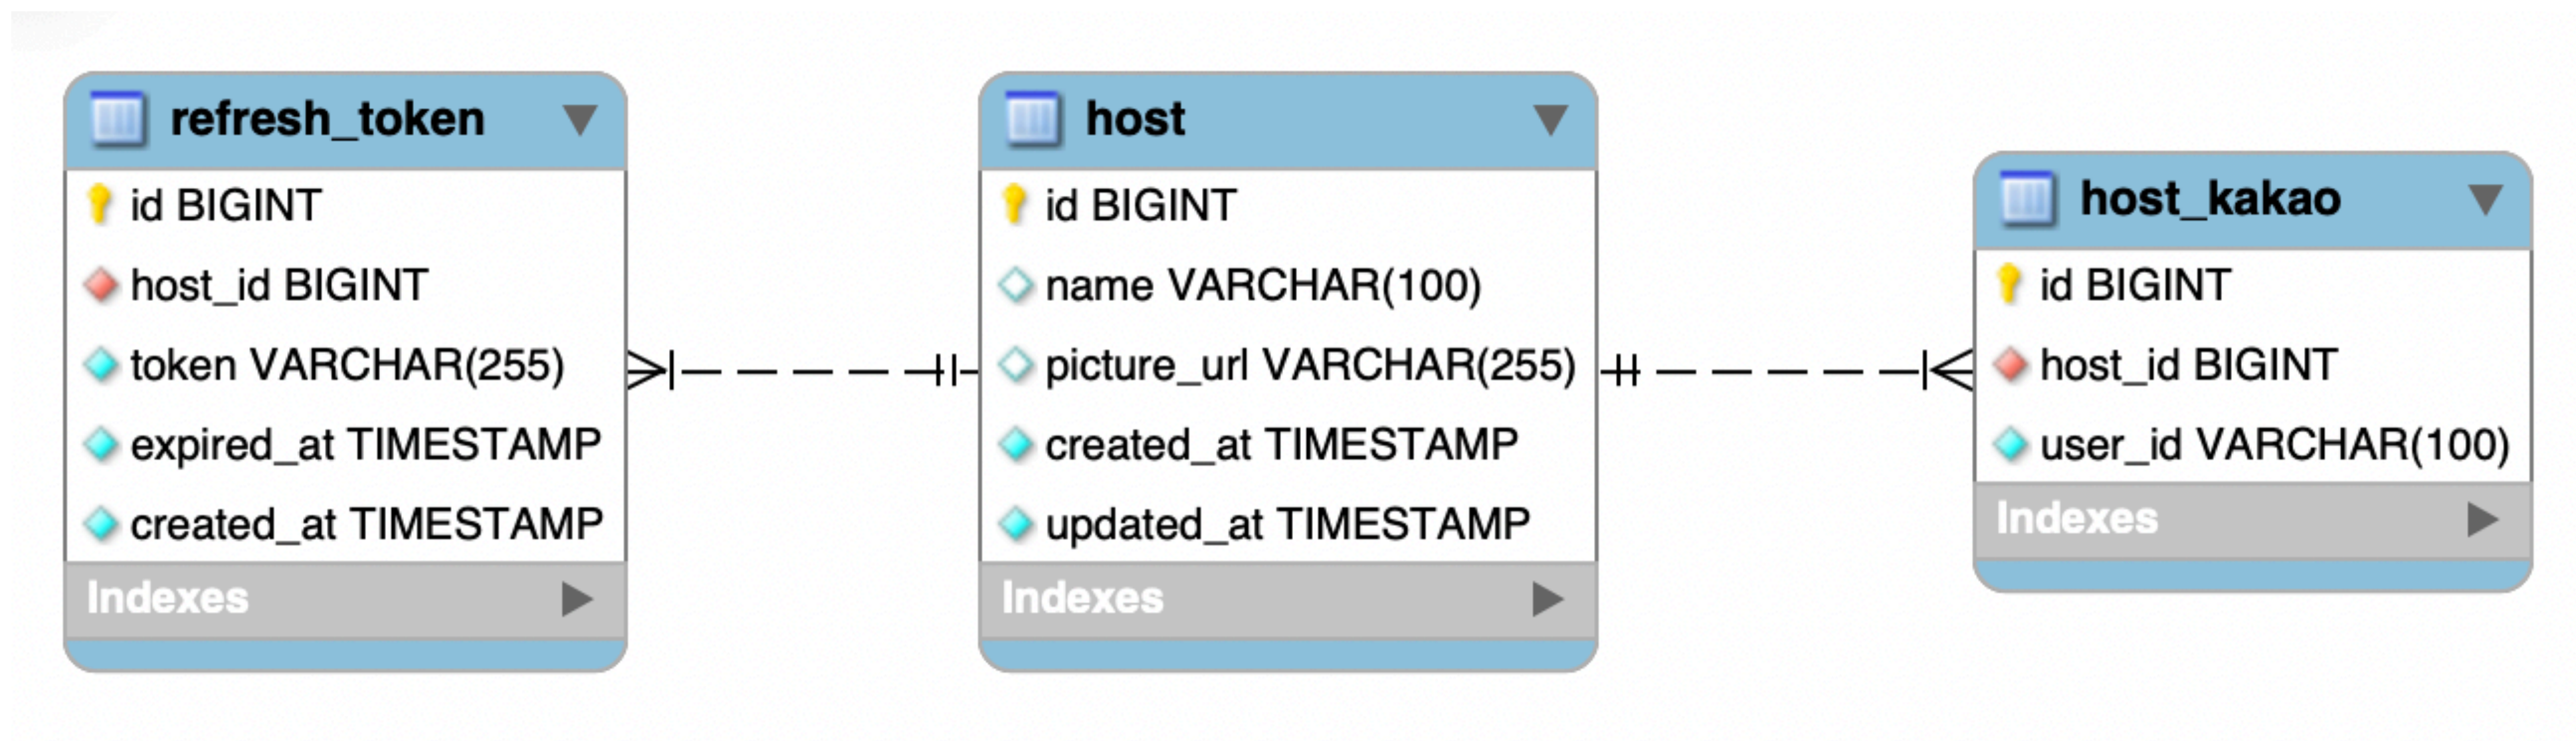 refresh_token
id BIGINT
host_id BIGINT
token VARCHAR(255)
expired_at TIMESTAMP
created_at TIMESTAMP
Indexes
host
id BIGINT
name VARCHAR(100)
picture_url VARCHAR(255)
created_at TIMESTAMP
updated_at TIMESTAMP
Indexes
host_kakao
id BIGINT
host_id BIGINT
user_id VARCHAR(100)
Indexes